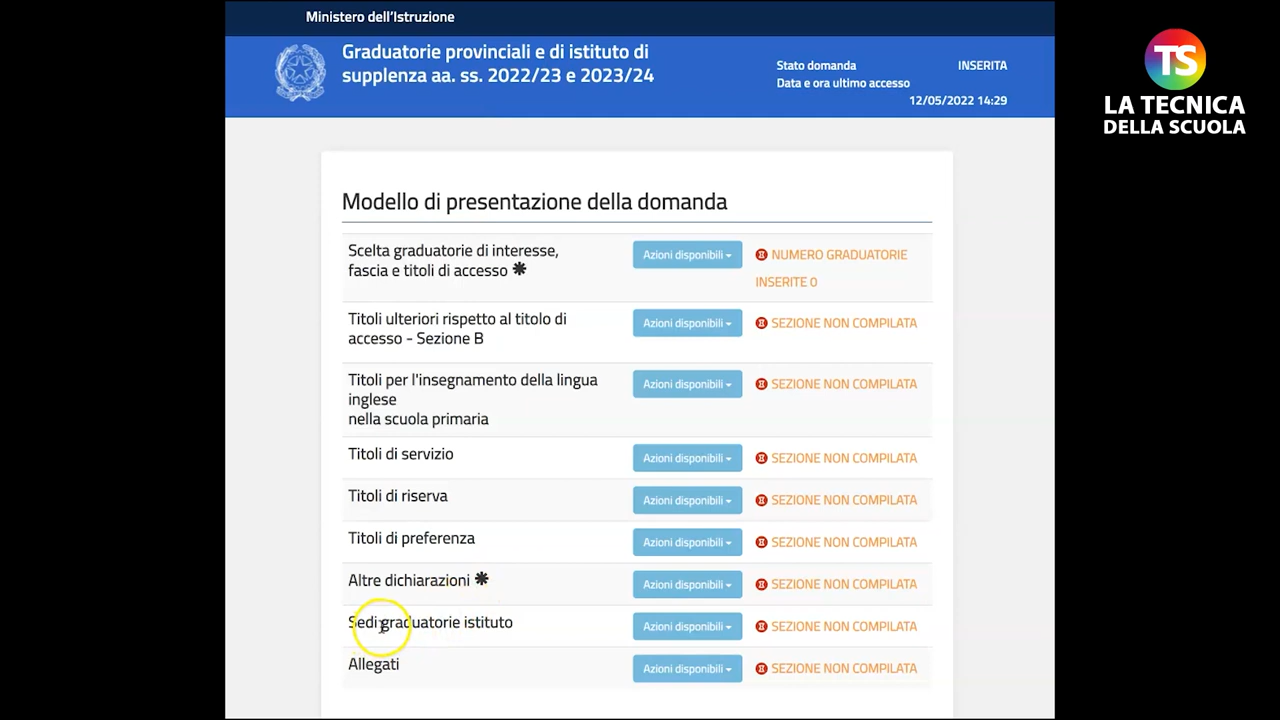 Ministero dell'Istruzione
Graduatorie provinciali e di istituto di
supplenza aa. ss. 2022/23 e 2023/24
Stato domanda INSERITA
Data e ora ultimo accesso
12/05/2022 14:29
TS
LA TECNICA
DELLA SCUOLA
Modello di presentazione della domanda
Scelta graduatorie di interesse,
fascia e titoli di accesso ✱
Azioni disponibili
NUMERO GRADUATORIE
INSERITE 0
Titoli ulteriori rispetto al titolo di
accesso - Sezione B
Azioni disponibili
SEZIONE NON COMPILATA
Titoli per l'insegnamento della lingua
inglese
nella scuola primaria
Azioni disponibili
SEZIONE NON COMPILATA
Titoli di servizio
Azioni disponibili
SEZIONE NON COMPILATA
Titoli di riserva
Azioni disponibili
SEZIONE NON COMPILATA
Titoli di preferenza
Azioni disponibili
SEZIONE NON COMPILATA
Altre dichiarazioni ✱
Azioni disponibili
SEZIONE NON COMPILATA
Sedi graduatorie istituto
Azioni disponibili
SEZIONE NON COMPILATA
Allegati
Azioni disponibili
SEZIONE NON COMPILATA